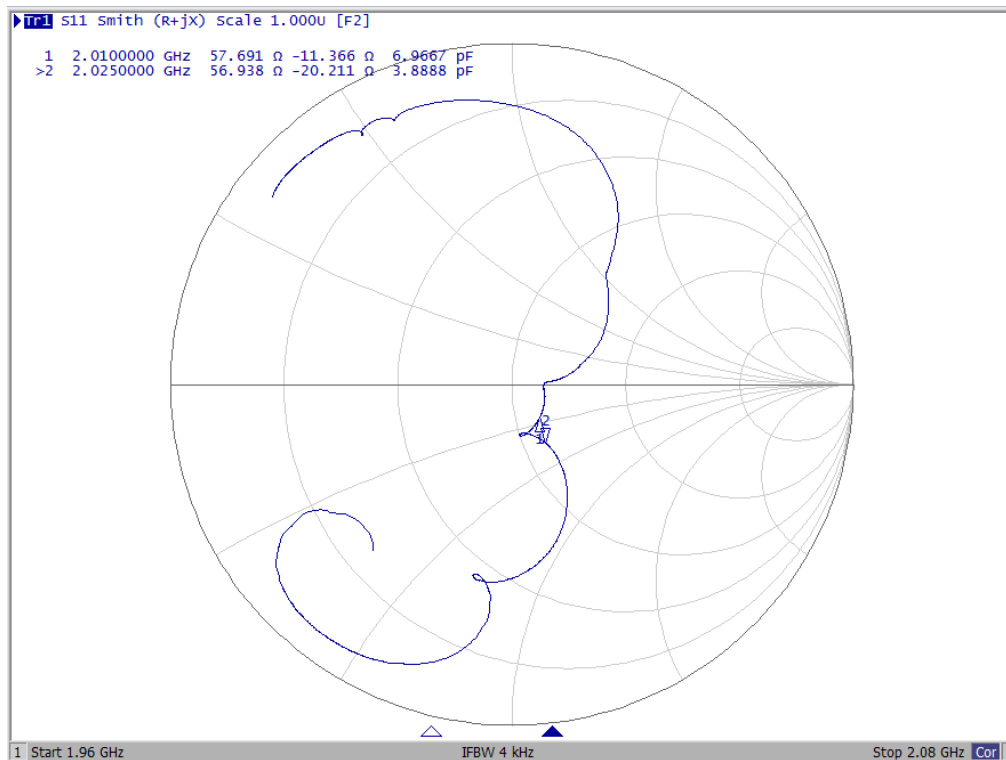 Tr1 S11 Smith (R+jX) Scale 1.000U [F2]
1 2.0100000 GHz 57.691 Ω -11.366 Ω 6.9667 pF
>2 2.0250000 GHz 56.938 Ω -20.211 Ω 3.8888 pF
2
1
1 Start 1.96 GHz IFBW 4 kHz Stop 2.08 GHz Cor